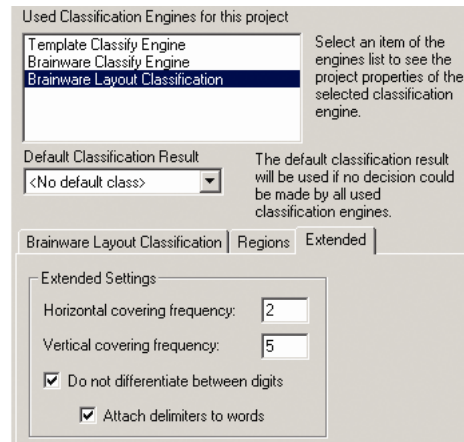 Used Classification Engines for this project
Template Classify Engine
Brainware Classify Engine
Brainware Layout Classification
Select an item of the
engines list to see the
project properties of the
selected classification
engine.
Default Classification Result
<No default class>
The default classification result
will be used if no decision could
be made by all used
classification engines.
Brainware Layout Classification
Regions
Extended
Extended Settings
Horizontal covering frequency: 2
Vertical covering frequency: 5
Do not differentiate between digits
Attach delimiters to words